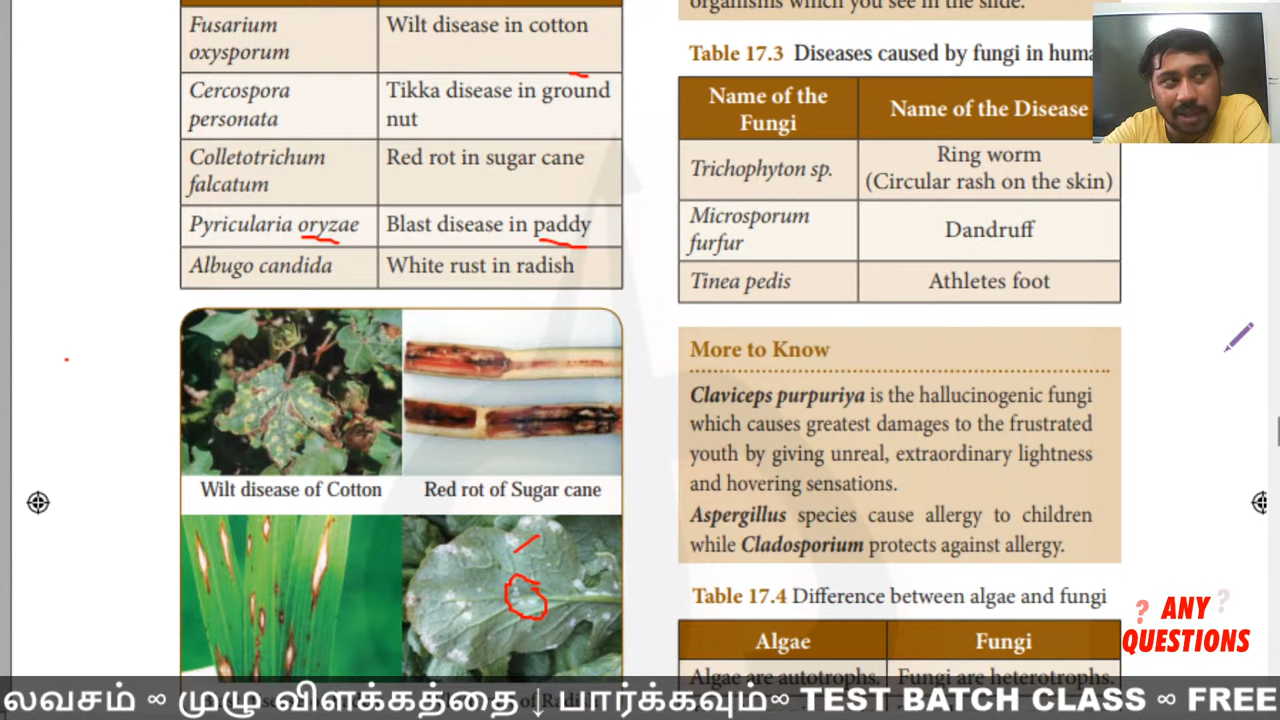 Fusarium
oxysporum
Wilt disease in cotton
Cercospora
personata
Tikka disease in ground
nut
Colletotrichum
falcatum
Red rot in sugar cane
Pyricularia oryzae
Blast disease in paddy
Albugo candida
White rust in radish
Wilt disease of Cotton
Red rot of Sugar cane
organisms which you see in the slide.
Table 17.3 Diseases caused by fungi in huma
Name of the
Fungi
Name of the Disease
Trichophyton sp.
Ring worm
(Circular rash on the skin)
Microsporum
furfur
Dandruff
Tinea pedis
Athletes foot
More to Know
Claviceps purpuriya is the hallucinogenic fungi
which causes greatest damages to the frustrated
youth by giving unreal, extraordinary lightness
and hovering sensations.
Aspergillus species cause allergy to children
while Cladosporium protects against allergy.
Table 17.4 Difference between algae and fungi
Algae
Fungi
Algae are autotrophs.
Fungi are heterotrophs.
? ANY ?
QUESTIONS
லவசம் ∞ முழு விளக்கத்தை ↓ பார்க்கவும்∞ TEST BATCH CLASS ∞ FREE